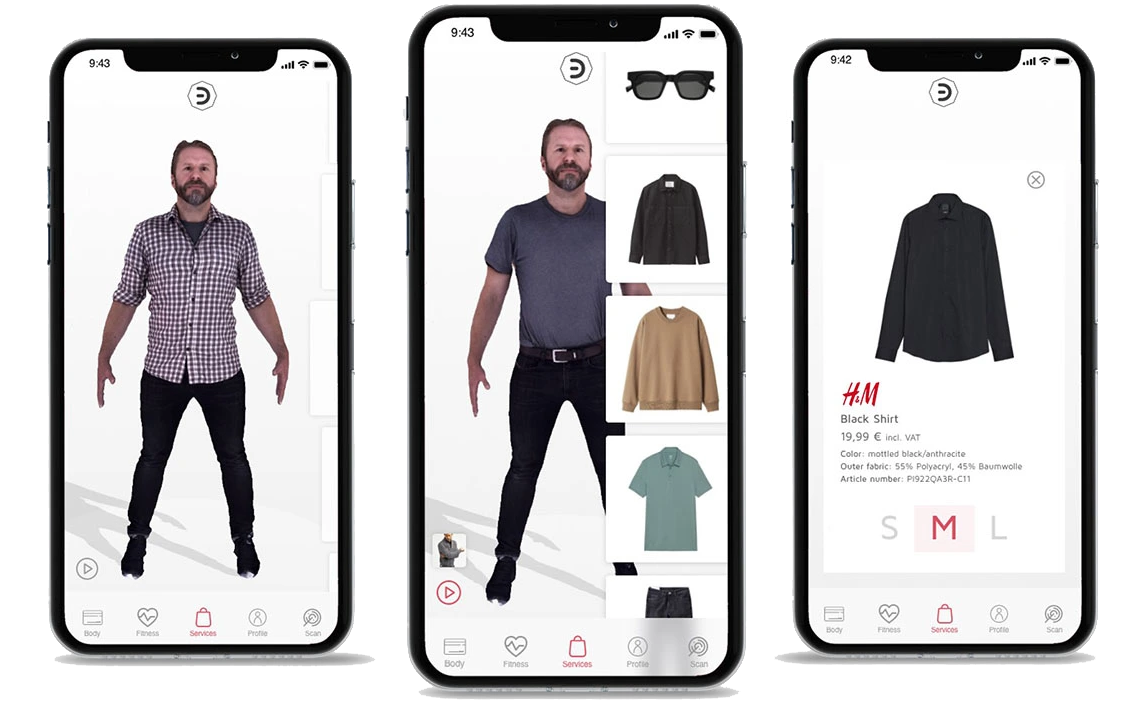 9:43
Body
Fitness
Services
Profile
Scan
9:43
Body
Fitness
Services
Profile
Scan
9:42
H&M
Black Shirt
19,99 € incl. VAT
Color: mottled black/anthracite
Outer fabric: 55% Polyacryl, 45% Baumwolle
Article number: PI922QA3R-C11
S M L
Body
Fitness
Services
Profile
Scan